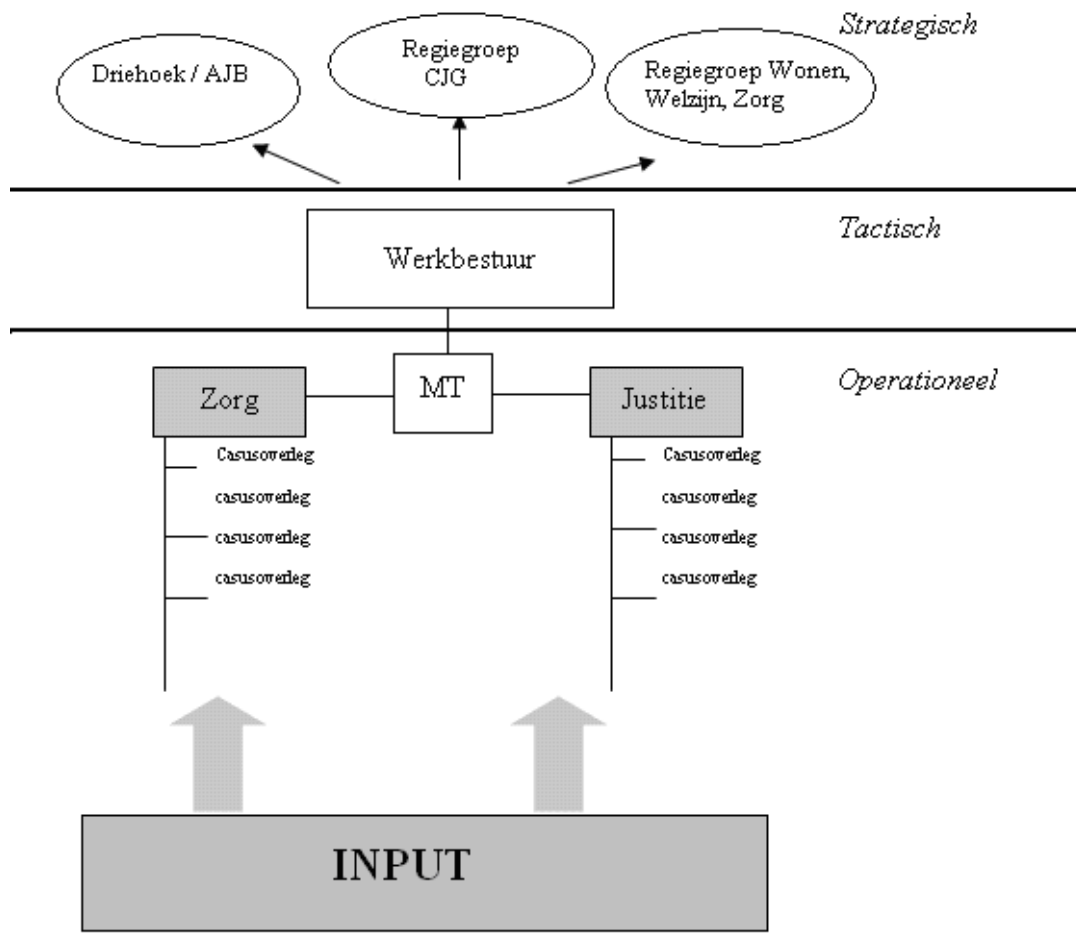 Strategisch
Driehoek / AJB
Regiegroep
CJG
Regiegroep Wonen,
Welzijn, Zorg
Tactisch
Werkbestuur
Operationeel
Zorg
MT
Justitie
Casusoverleg
casusoverleg
casusoverleg
casusoverleg
Casusoverleg
casusoverleg
casusoverleg
casusoverleg
INPUT